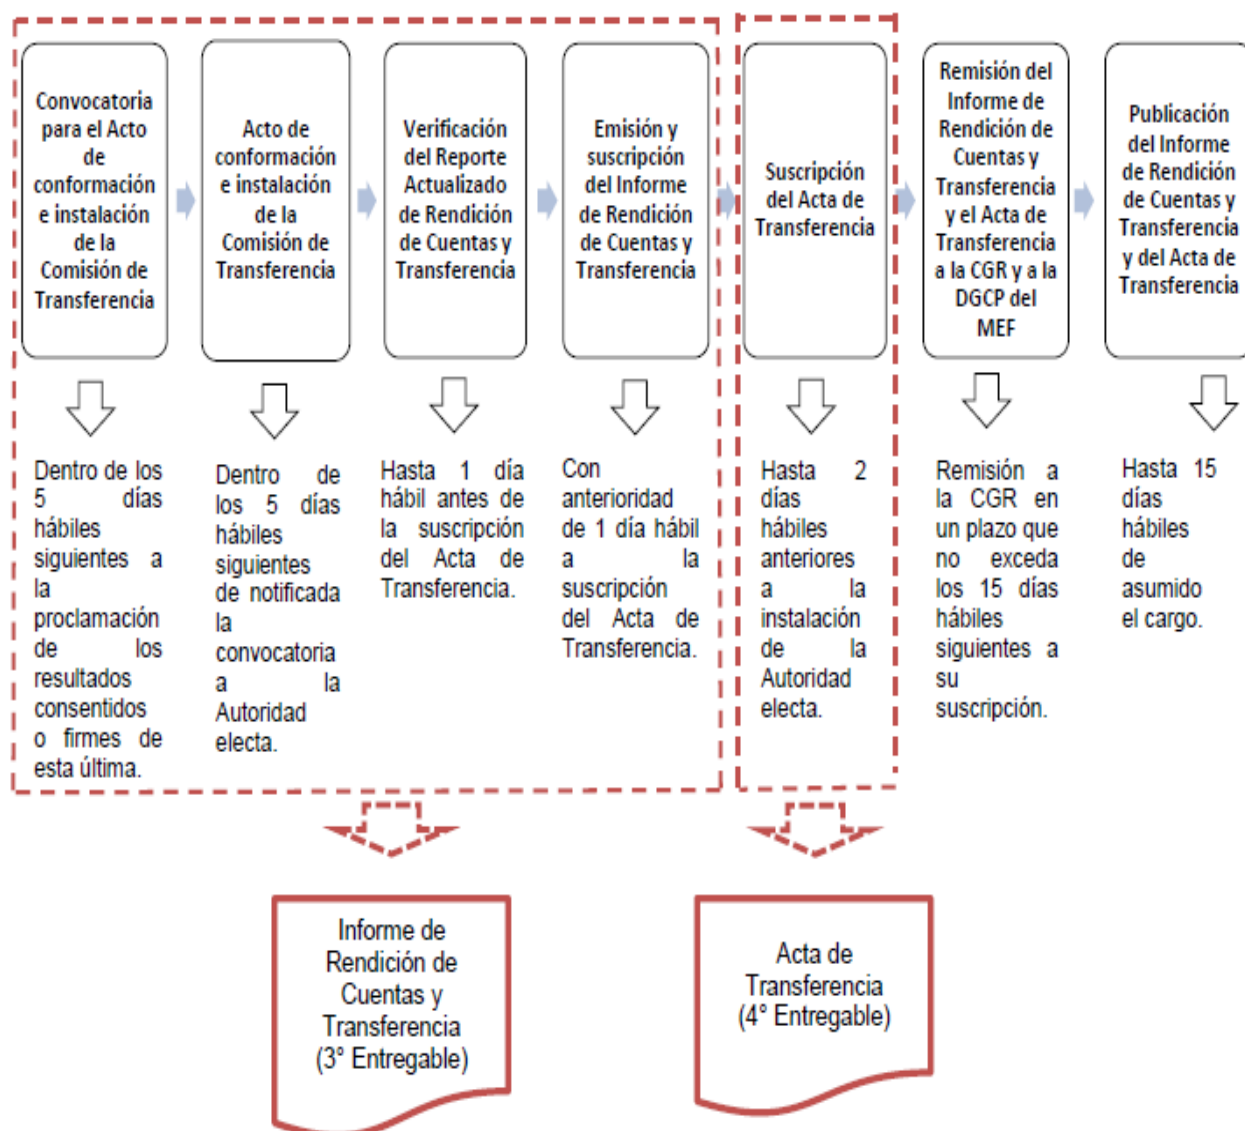 Convocatoria
para el Acto
de
conformación
e instalación
de la
Comisión de
Transferencia
Acto de
conformación
e instalación
de la
Comisión de
Transferencia
Verificación
del Reporte
Actualizado
de Rendición
de Cuentas y
Transferencia
Emisión y
suscripción
del Informe
de Rendición
de Cuentas y
Transferencia
Suscripción
del Acta de
Transferencia
Remisión del
Informe de
Rendición de
Cuentas y
Transferencia
y el Acta de
Transferencia
a la CGR y a la
DGCP del
MEF
Publicación
del Informe
de Rendición
de Cuentas y
Transferencia
y del Acta de
Transferencia
Dentro de los
5 días
hábiles
siguientes a
la
proclamación
de los
resultados
consentidos
o firmes de
esta última.
Dentro de
los 5 días
hábiles
siguientes
de notificada
la
convocatoria
a la
Autoridad
electa.
Hasta 1 día
hábil antes de
la suscripción
del Acta de
Transferencia.
Con
anterioridad
de 1 día hábil
a la
suscripción
del Acta de
Transferencia.
Hasta 2
días
hábiles
anteriores
a la
instalación
de la
Autoridad
electa.
Remisión a
la CGR en
un plazo que
no exceda
los 15 días
hábiles
siguientes a
su
suscripción.
Hasta 15
días
hábiles
de
asumido
el cargo.
Informe de
Rendición de
Cuentas y
Transferencia
(3° Entregable)
Acta de
Transferencia
(4° Entregable)